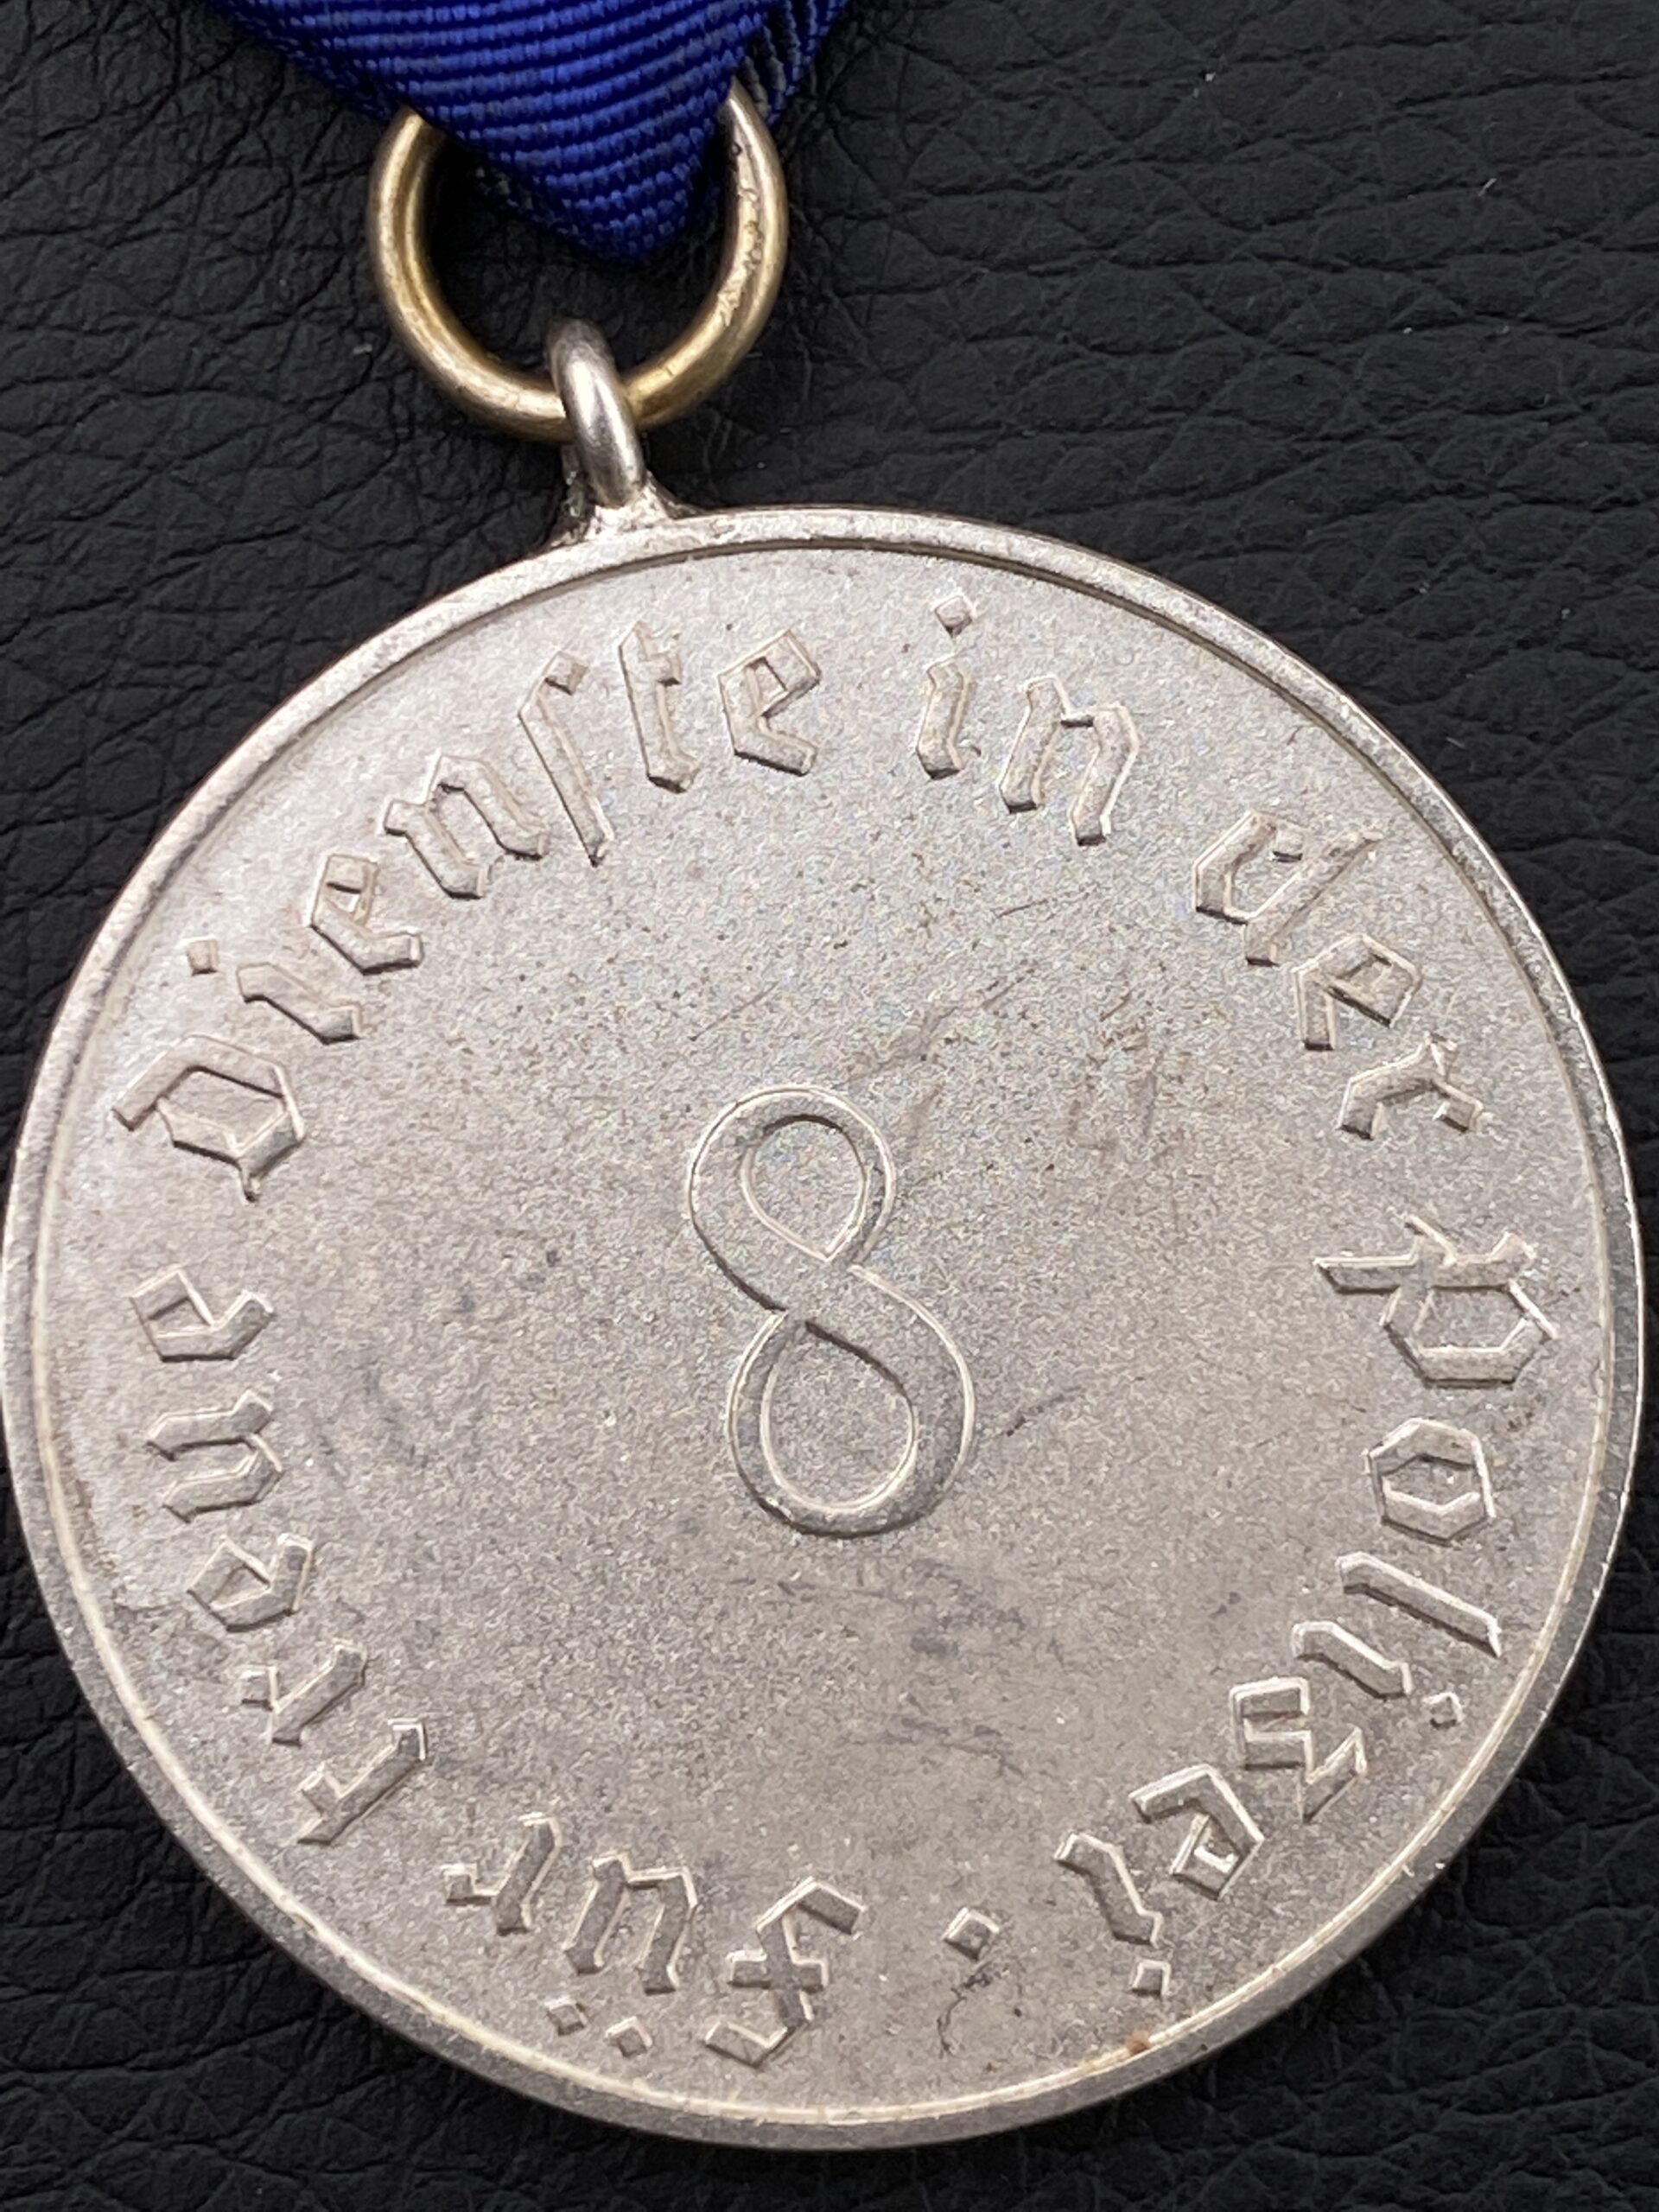 Für treue Dienſte in der Polizei .
8